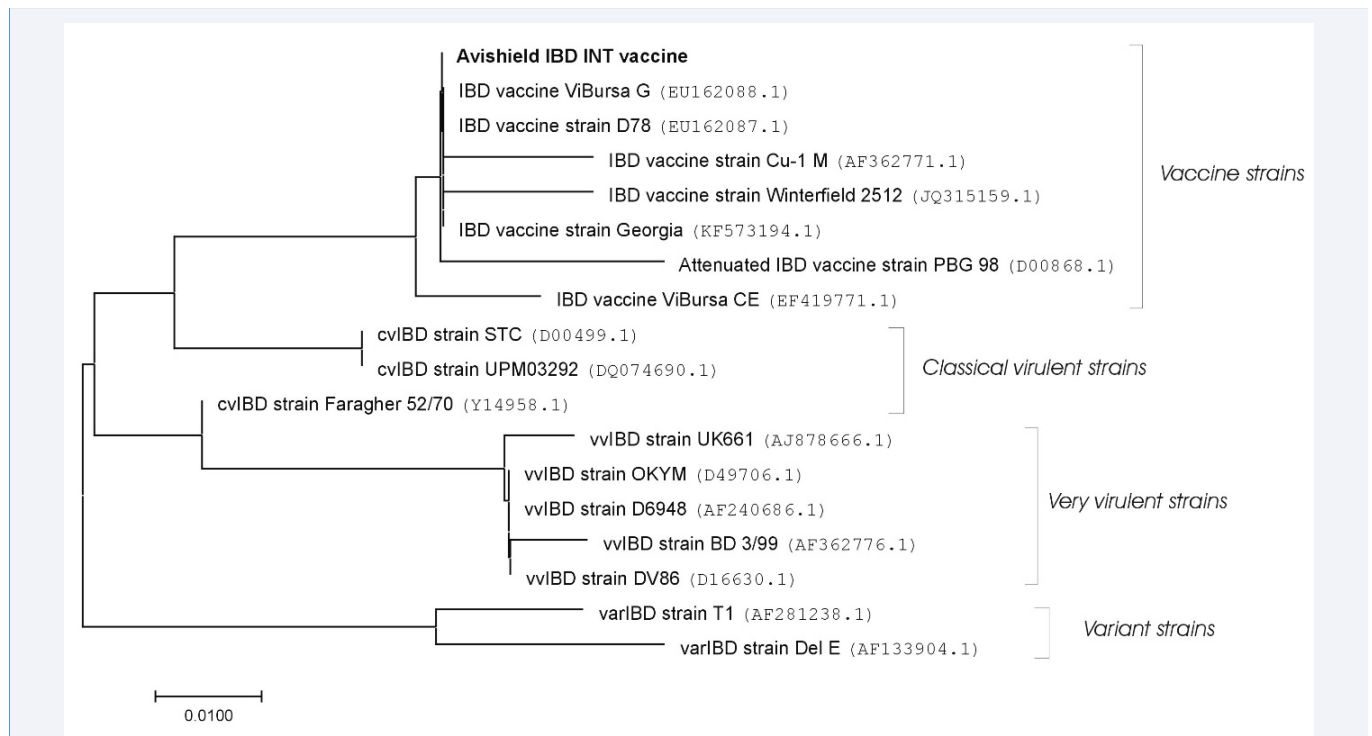 Avishield IBD INT vaccine
IBD vaccine ViBursa G (EU162088.1)
IBD vaccine strain D78 (EU162087.1)
IBD vaccine strain Cu-1 M (AF362771.1)
IBD vaccine strain Winterfield 2512 (JQ315159.1)
IBD vaccine strain Georgia (KF573194.1)
Attenuated IBD vaccine strain PBG 98 (D00868.1)
IBD vaccine ViBursa CE (EF419771.1)
Vaccine strains
cvIBD strain STC (D00499.1)
cvIBD strain UPM03292 (DQ074690.1)
cvIBD strain Faragher 52/70 (Y14958.1)
Classical virulent strains
vvIBD strain UK661 (AJ878666.1)
vvIBD strain OKYM (D49706.1)
vvIBD strain D6948 (AF240686.1)
vvIBD strain BD 3/99 (AF362776.1)
vvIBD strain DV86 (D16630.1)
Very virulent strains
varIBD strain T1 (AF281238.1)
varIBD strain Del E (AF133904.1)
Variant strains
0.0100